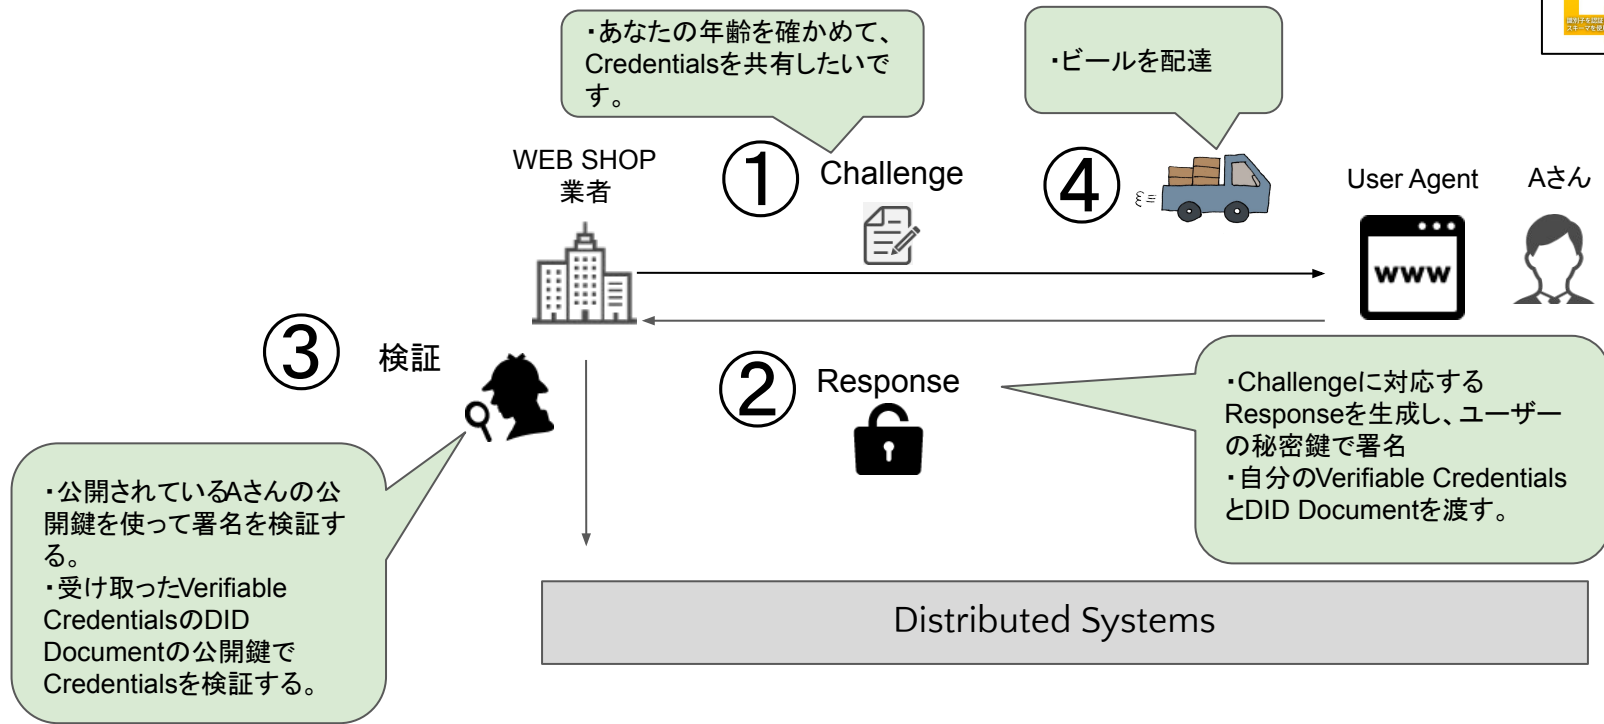 ・あなたの年齢を確かめて、
Credentialsを共有したいで
す。
・ビールを配達
WEB SHOP
業者
①
Challenge
④
User Agent
Aさん
www
③
検証
②
Response
・Challengeに対応する
Responseを生成し、ユーザー
の秘密鍵で署名
・自分のVerifiable Credentials
とDID Documentを渡す。
・公開されているAさんの公
開鍵を使って署名を検証す
る。
・受け取ったVerifiable
CredentialsのDID
Documentの公開鍵で
Credentialsを検証する。
Distributed Systems